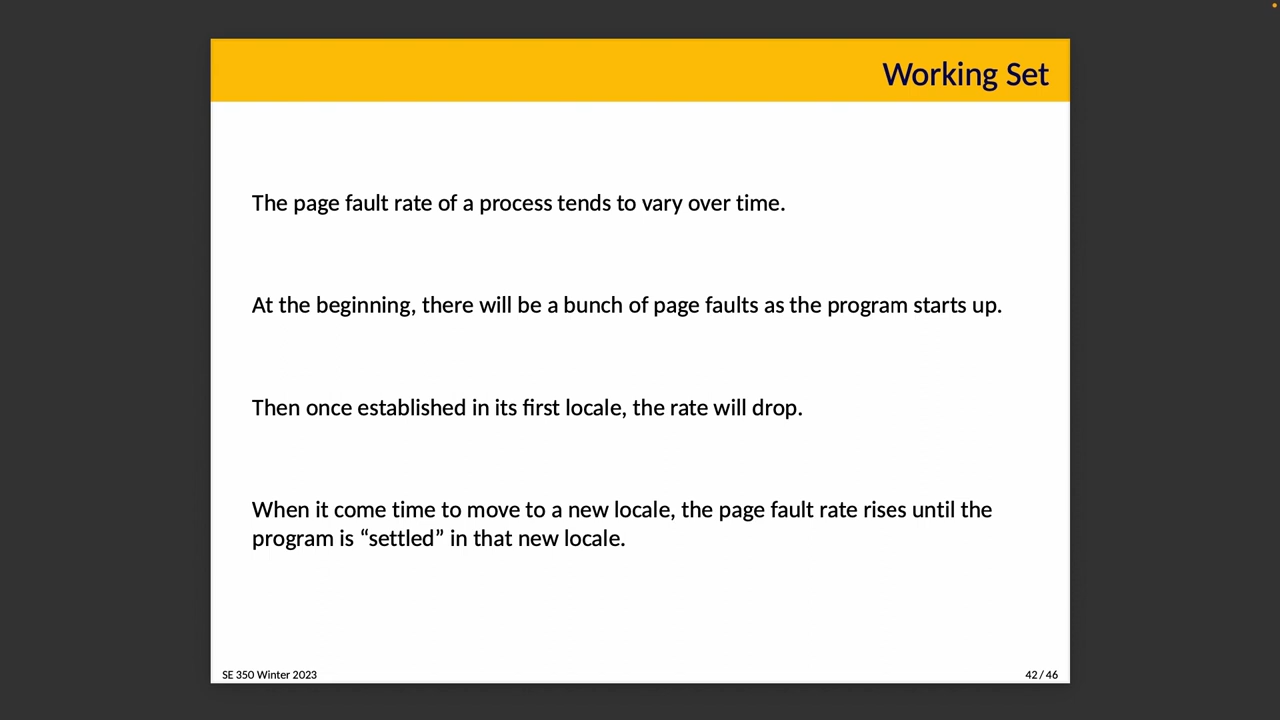 Working Set
The page fault rate of a process tends to vary over time.
At the beginning, there will be a bunch of page faults as the program starts up.
Then once established in its first locale, the rate will drop.
When it come time to move to a new locale, the page fault rate rises until the
program is “settled” in that new locale.
SE 350 Winter 2023
42 / 46